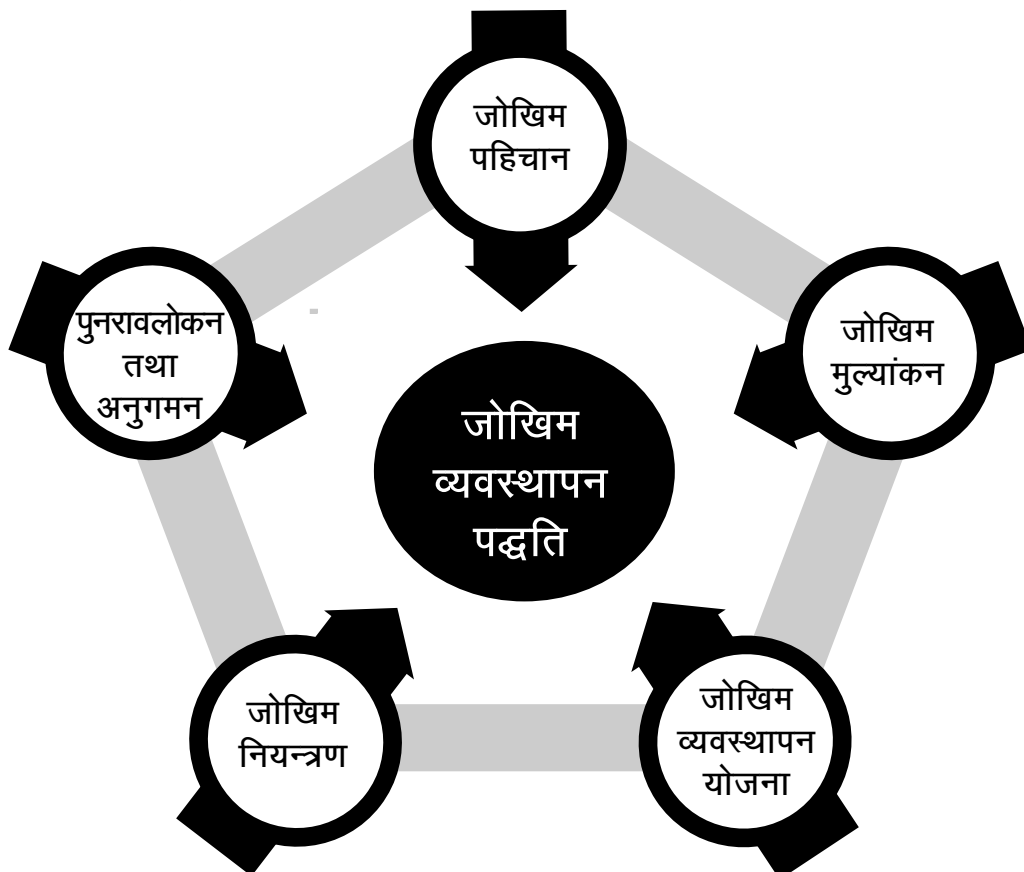 जोखिम
पहिचान
जोखिम
मुल्यांकन
जोखिम
व्यवस्थापन
योजना
जोखिम
नियन्त्रण
पुनरावलोकन
तथा
अनुगमन
जोखिम
व्यवस्थापन
पद्धति